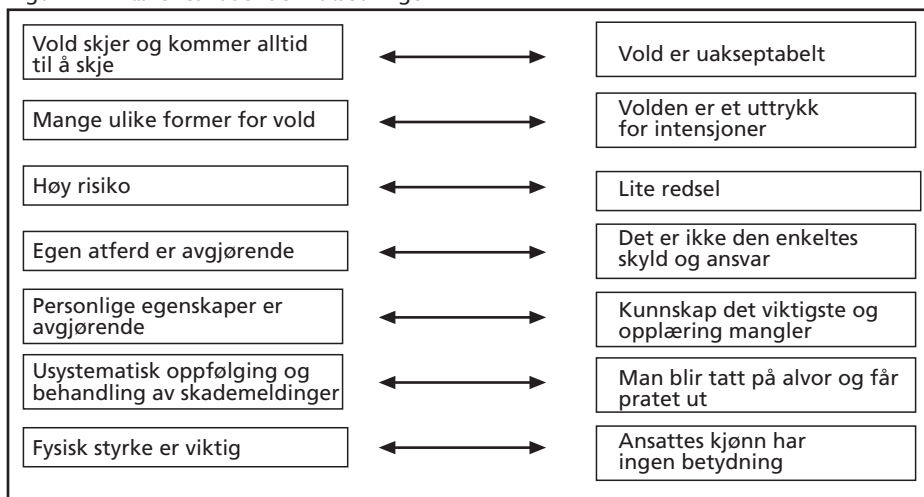 Vold skjer og kommer alltid
til å skje
Vold er uakseptabelt
Mange ulike former for vold
Volden er et uttrykk
for intensjoner
Høy risiko
Lite redsel
Egen atferd er avgjørende
Det er ikke den enkeltes
skyld og ansvar
Personlige egenskaper er
avgjørende
Kunnskap det viktigste og
opplæring mangler
Usystematisk oppfølging og
behandling av skademeldinger
Man blir tatt på alvor og får
pratet ut
Fysisk styrke er viktig
Ansattes kjønn har
ingen betydning